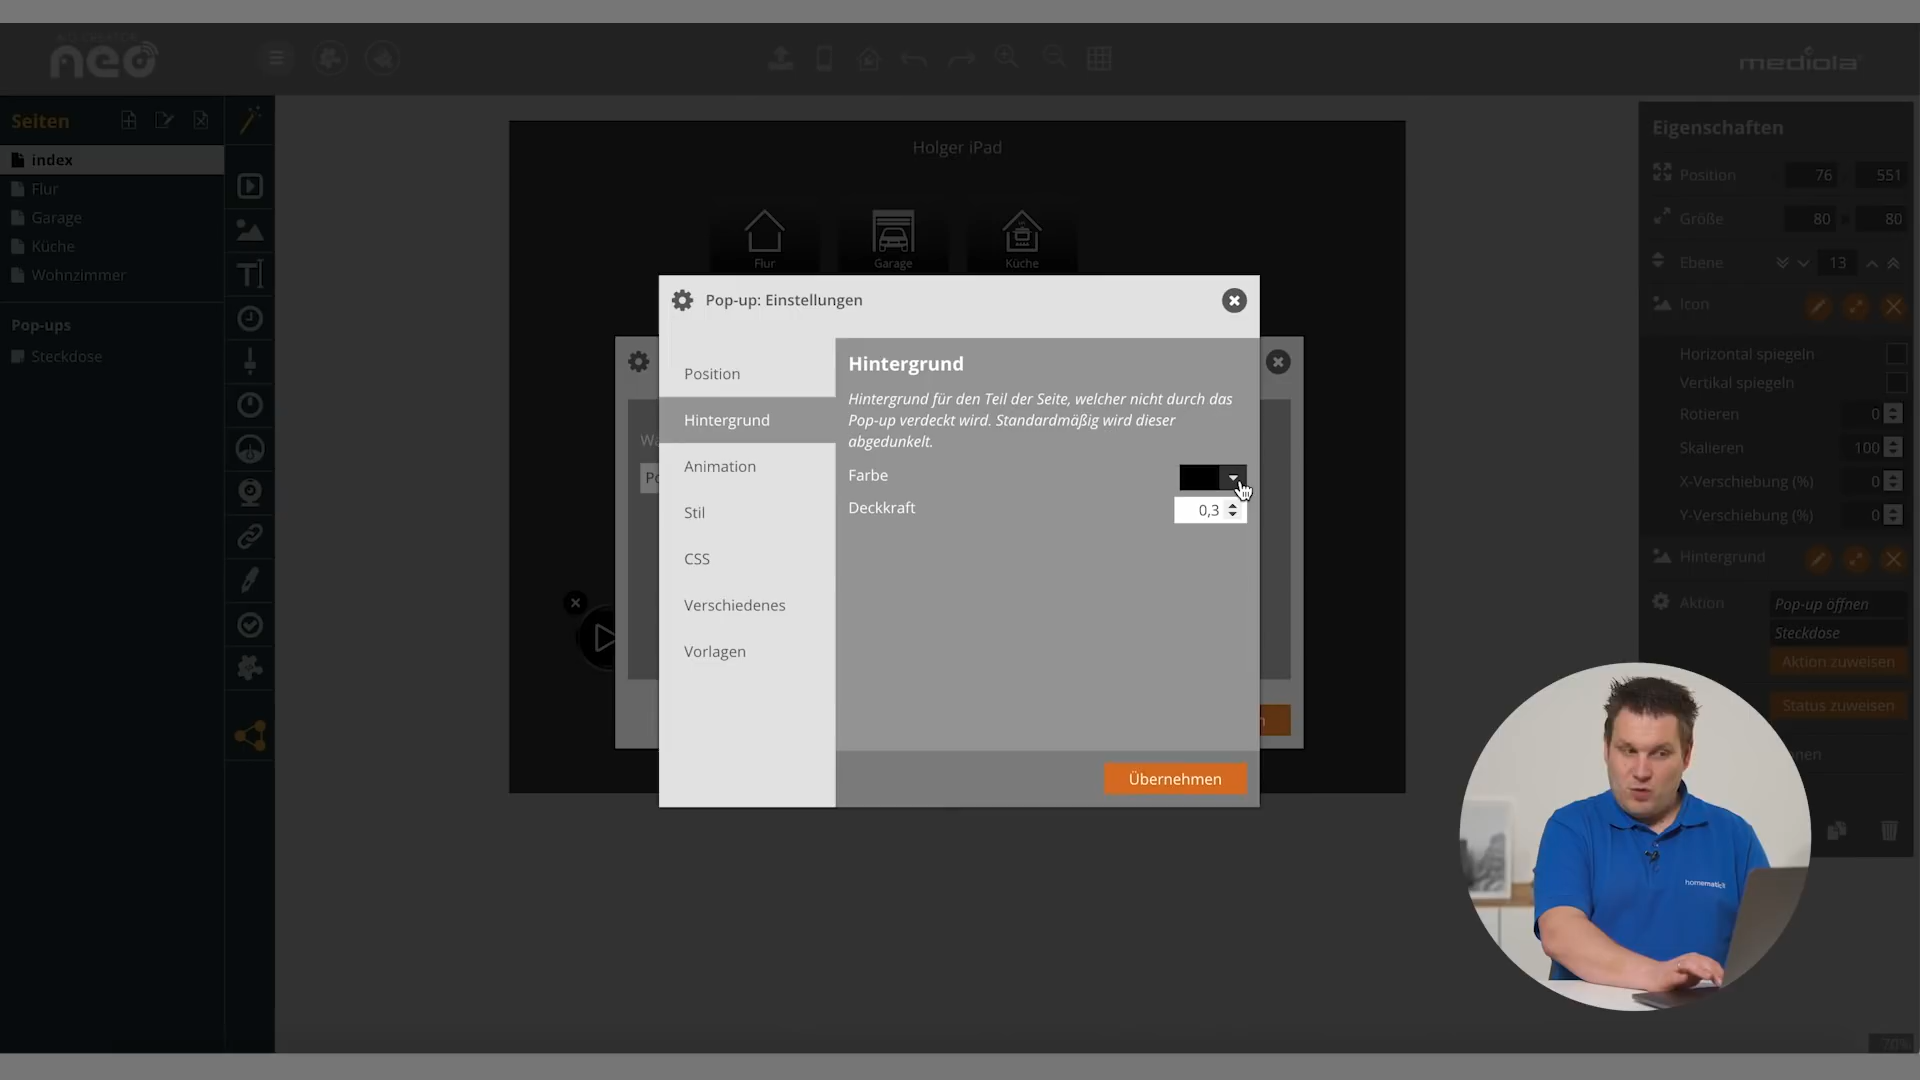 AIO CREATOR
neo
mediola
Seiten
index
Flur
Garage
Küche
Wohnzimmer
Pop-ups
Steckdose
Holger iPad
Flur
Garage
Küche
Pop-up: Einstellungen
Position
Hintergrund
Animation
Stil
CSS
Verschiedenes
Vorlagen
Hintergrund
Hintergrund für den Teil der Seite, welcher nicht durch das
Pop-up verdeckt wird. Standardmäßig wird dieser
abgedunkelt.
Farbe
Deckkraft 0,3
Übernehmen
Eigenschaften
Position 76 551
Größe 80 80
Ebene 13
Icon
Horizontal spiegeln
Vertikal spiegeln
Rotieren 0
Skalieren 100
X-Verschiebung (%) 0
Y-Verschiebung (%) 0
Hintergrund
Aktion Pop-up öffnen
Steckdose
Aktion zuweisen
Status zuweisen
homematic IP
70%